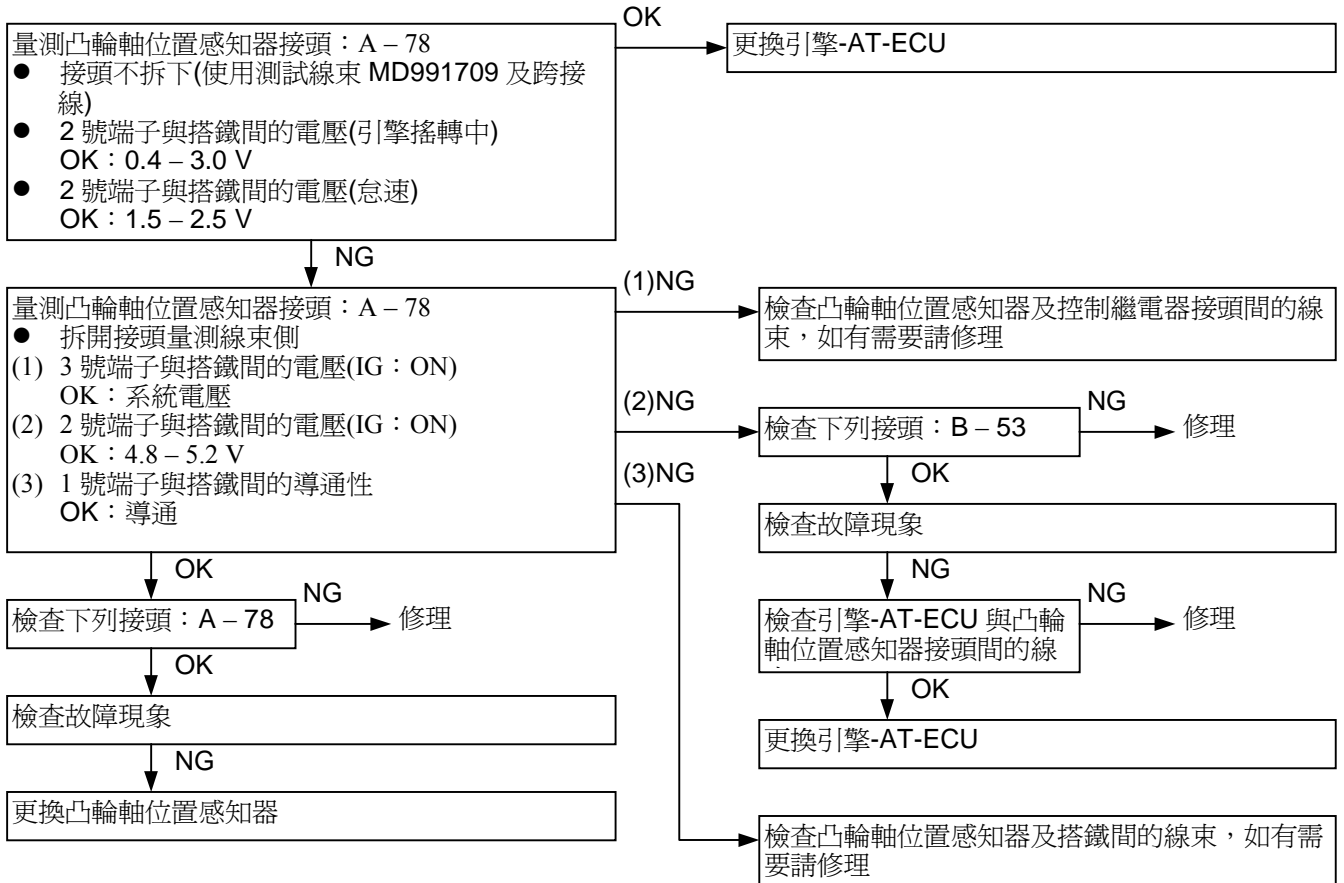 量測凸輪軸位置感知器接頭：A – 78
● 接頭不拆下(使用測試線束 MD991709 及跨接
線)
● 2 號端子與搭鐵間的電壓(引擎搖轉中)
OK：0.4 – 3.0 V
● 2 號端子與搭鐵間的電壓(怠速)
OK：1.5 – 2.5 V
OK
更換引擎-AT-ECU
NG
量測凸輪軸位置感知器接頭：A – 78
● 拆開接頭量測線束側
(1) 3 號端子與搭鐵間的電壓(IG：ON)
OK：系統電壓
(2) 2 號端子與搭鐵間的電壓(IG：ON)
OK：4.8 – 5.2 V
(3) 1 號端子與搭鐵間的導通性
OK：導通
(1)NG
檢查凸輪軸位置感知器及控制繼電器接頭間的線
束，如有需要請修理
(2)NG
檢查下列接頭：B – 53
NG
修理
OK
檢查故障現象
NG
檢查引擎-AT-ECU 與凸輪
軸位置感知器接頭間的線
NG
修理
OK
更換引擎-AT-ECU
(3)NG
檢查凸輪軸位置感知器及搭鐵間的線束，如有需
要請修理
OK
檢查下列接頭：A – 78
NG
修理
OK
檢查故障現象
NG
更換凸輪軸位置感知器